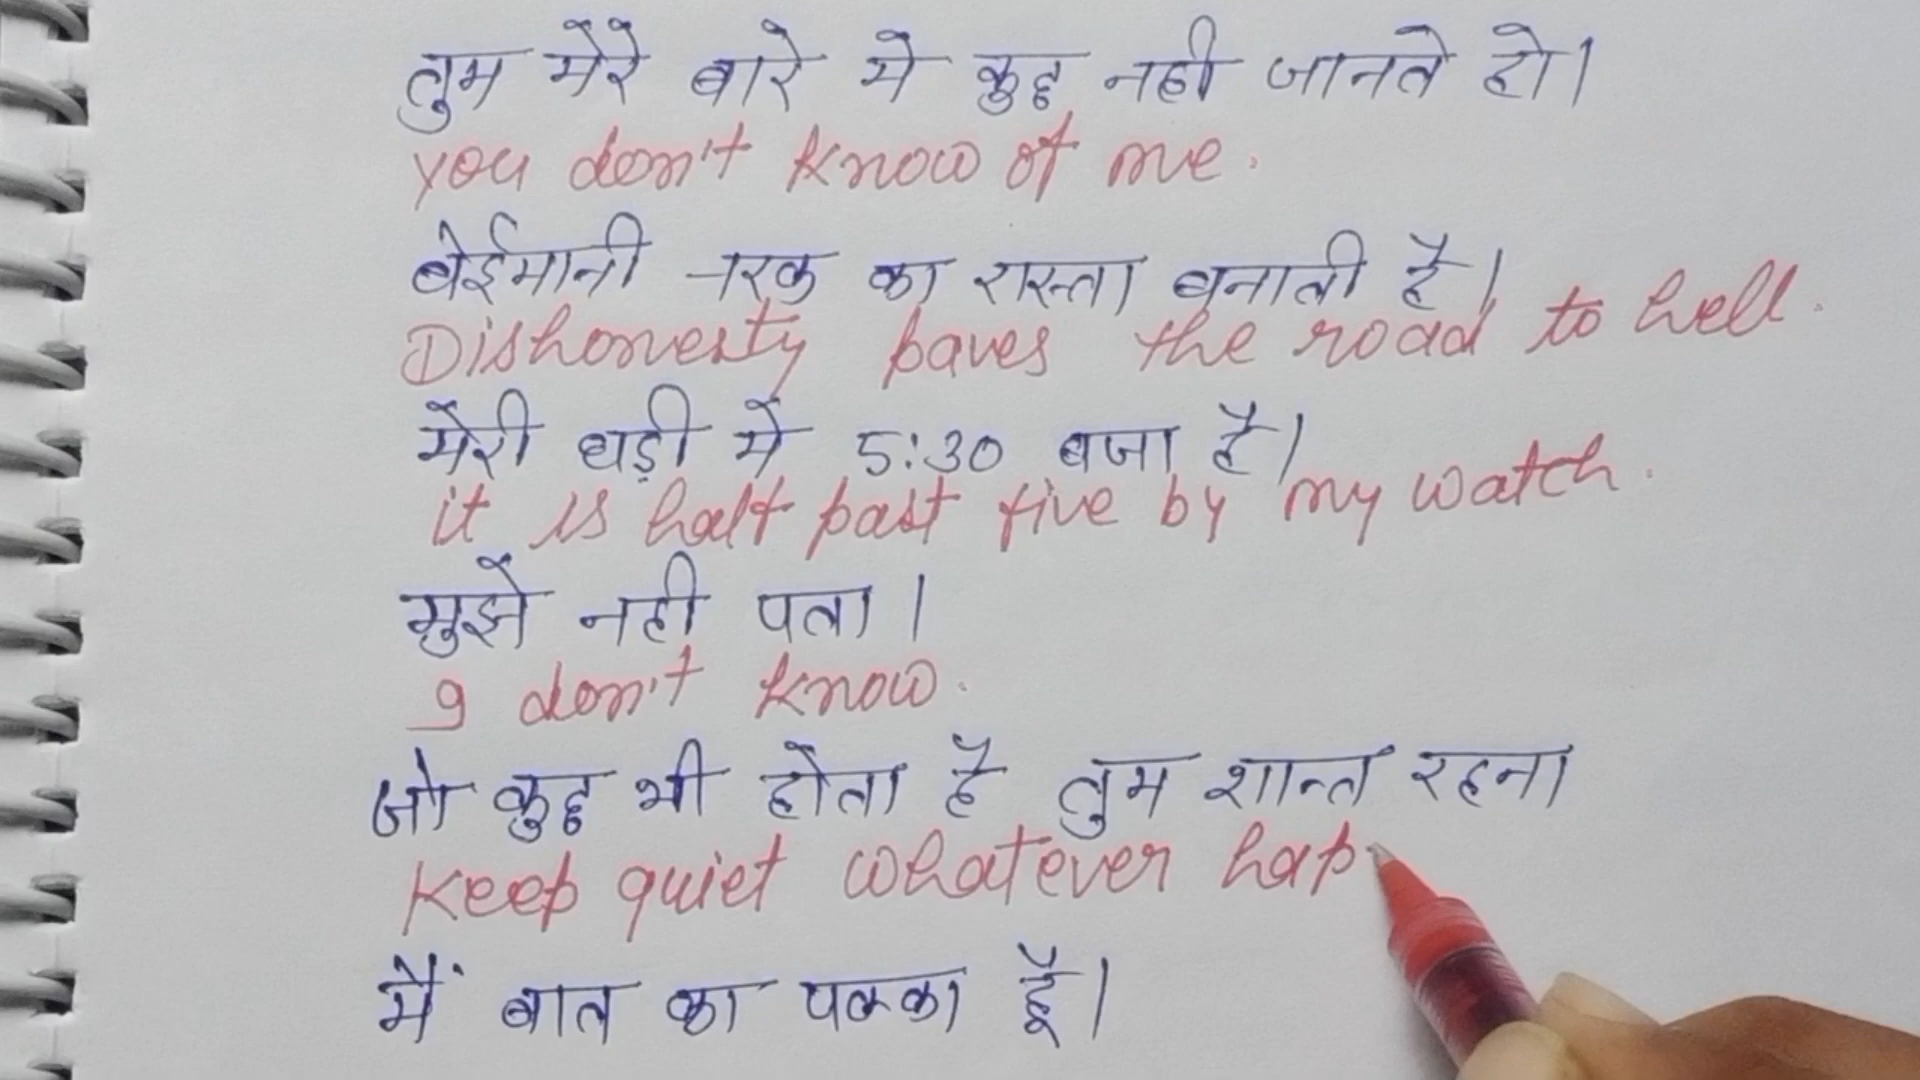 तुम मेरे बारे मे कुछ नही जानते हो।
you don't know of me.
बेईमानी नरक का रास्ता बनाती है।
Dishonesty paves the road to hell.
मेरी घड़ी मे 5:30 बजा है।
it is half past five by my watch.
मुझे नही पता।
I don't know.
जो कुछ भी होता है तुम शान्त रहना
Keep quiet whatever hap
मैं बात का पक्का हूँ।